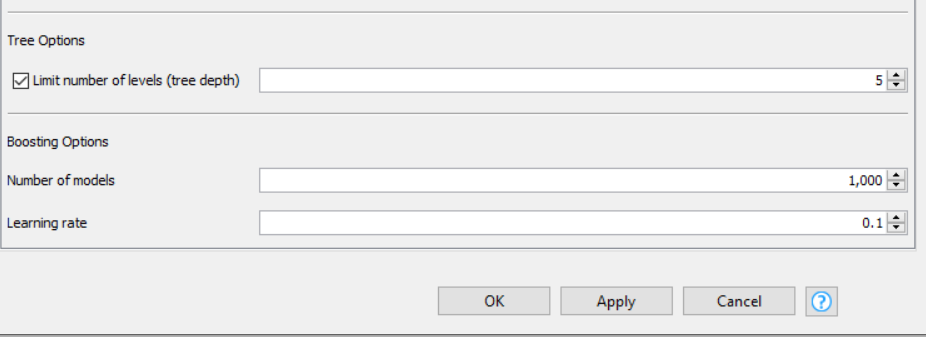 Tree Options
Limit number of levels (tree depth) 5
Boosting Options
Number of models 1,000
Learning rate 0.1
OK Apply Cancel ?